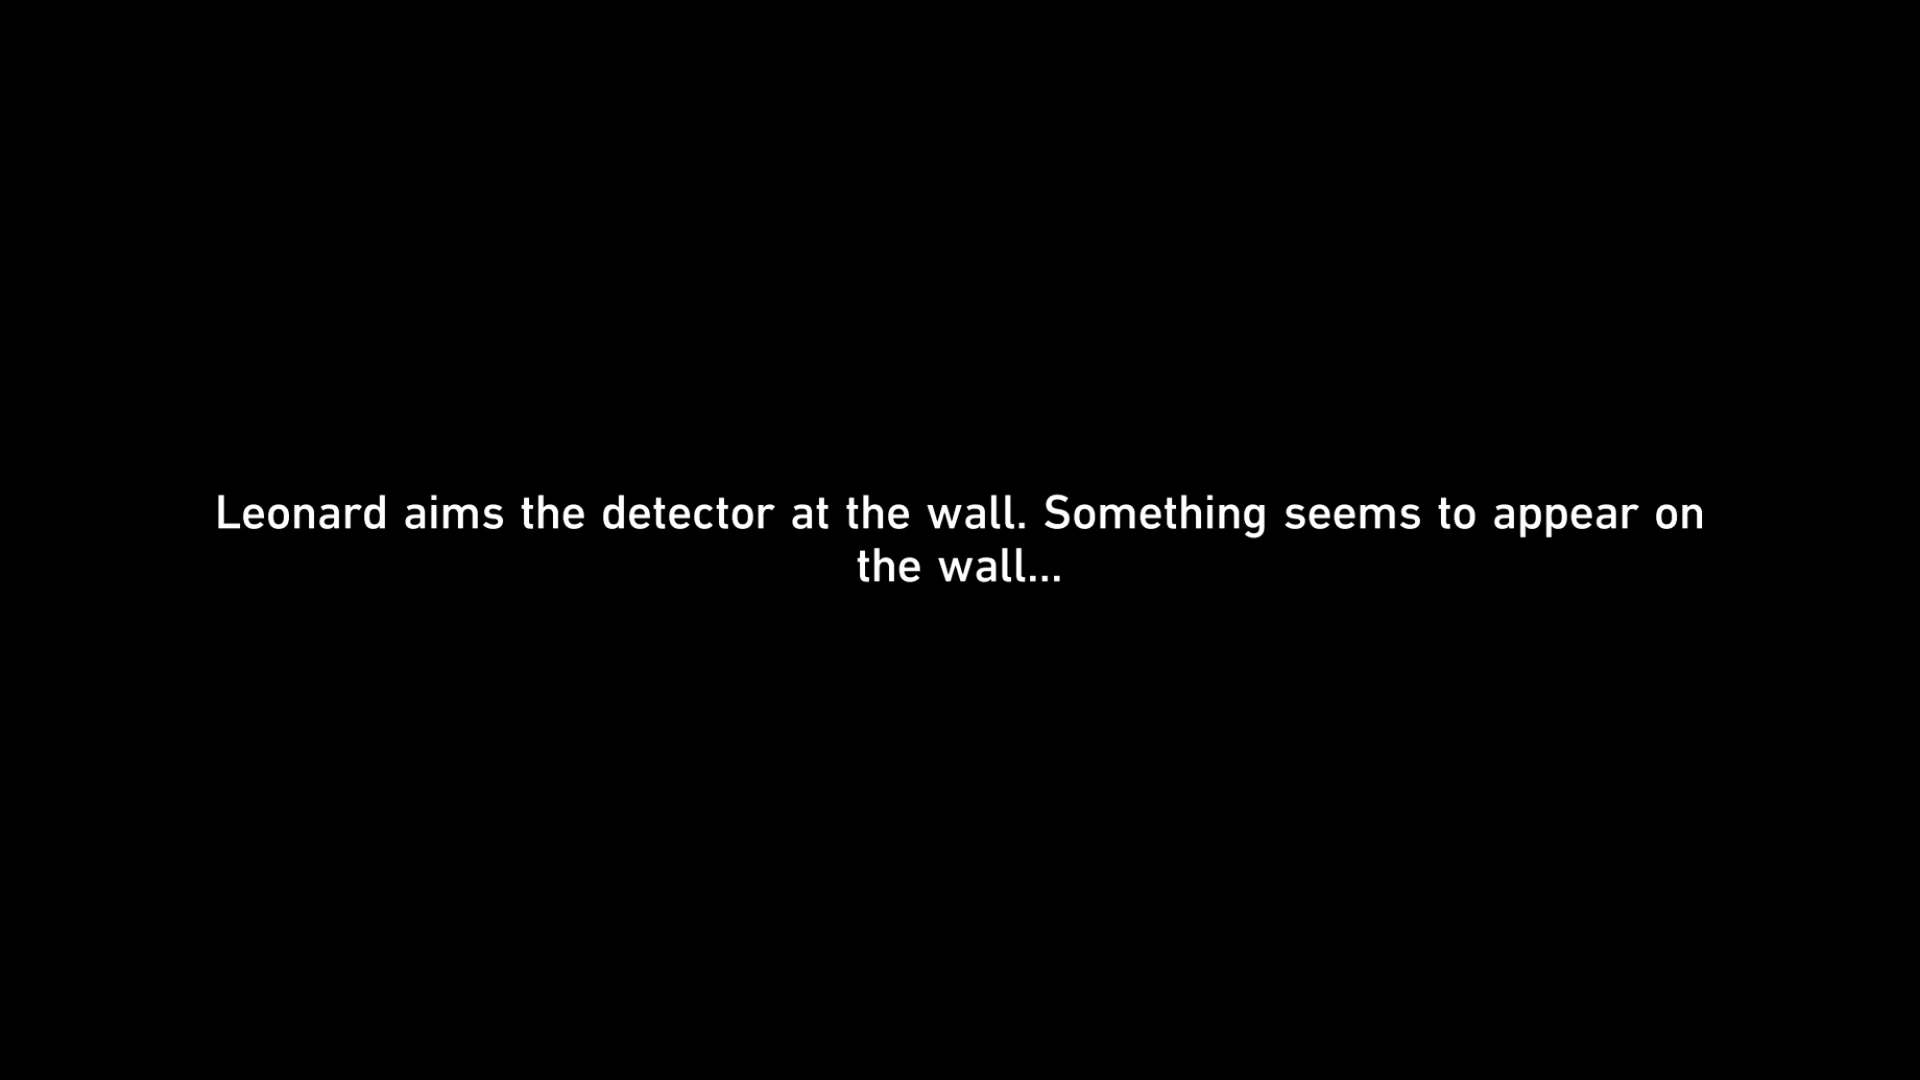 Leonard aims the detector at the wall. Something seems to appear on
the wall...